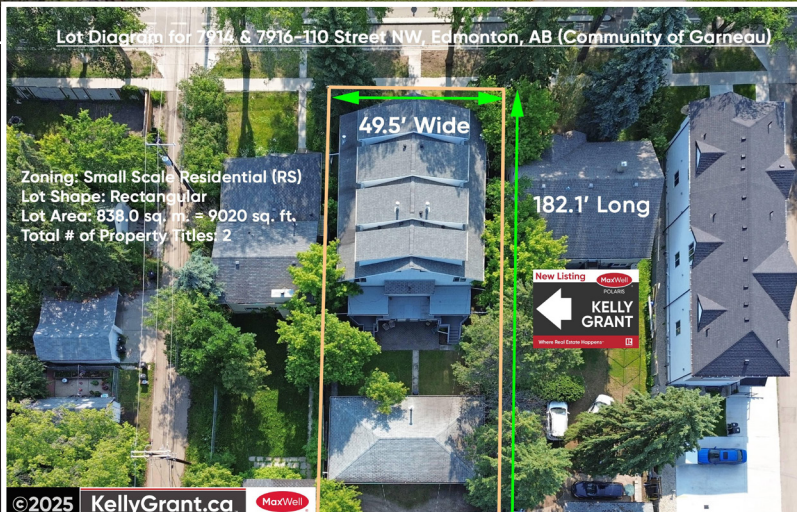 Lot Diagram for 7914 & 7916-110 Street NW, Edmonton, AB (Community of Garneau)
49.5' Wide
Zoning: Small Scale Residential (RS)
Lot Shape: Rectangular
Lot Area: 838.0 sq. m. = 9020 sq. ft.
Total # of Property Titles: 2
182.1' Long
New Listing
MaxWell
POLARIS
KELLY
GRANT
Where Real Estate Happens
©2025 KellyGrant.ca MaxWell